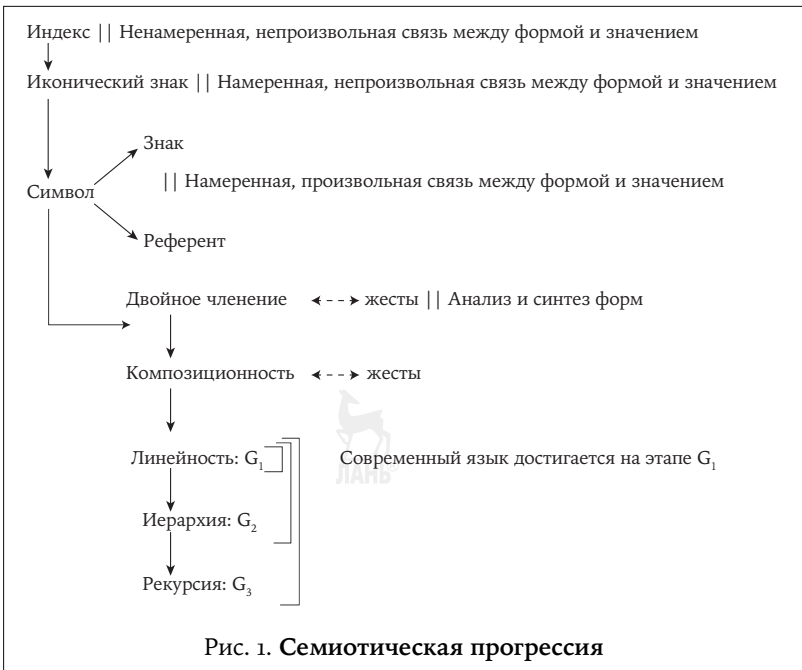 Индекс || Ненамеренная, непроизвольная связь между формой и значением
Иконический знак || Намеренная, непроизвольная связь между формой и значением
Знак
|| Намеренная, произвольная связь между формой и значением
Символ
Референт
Двойное членение жесты || Анализ и синтез форм
Композиционность жесты
Линейность: G₁ Современный язык достигается на этапе G₁
ЛАНЬ®
Иерархия: G₂
Рекурсия: G₃
Рис. 1. Семиотическая прогрессия